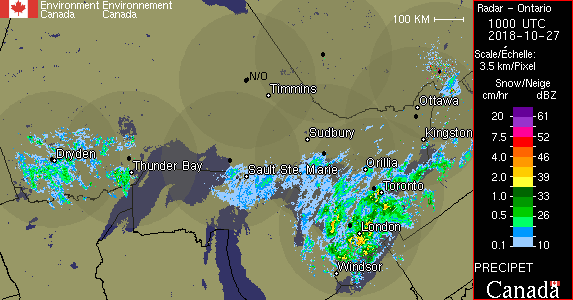 Environment Environnement
Canada Canada
100 KM
N/O
Timmins
Ottawa
Sudbury
Kingston
Dryden
Thunder Bay
Sault Ste. Marie
Orillia
Toronto
London
Windsor
Radar - Ontario
1000 UTC
2018-10-27
Scale/Échelle:
3.5 km/Pixel
Snow/Neige
cm/hr dBZ
20 61
7.5 52
4.0 46
2.0 39
1.0 33
0.5 26
0.1 10
PRECIPET
Canada